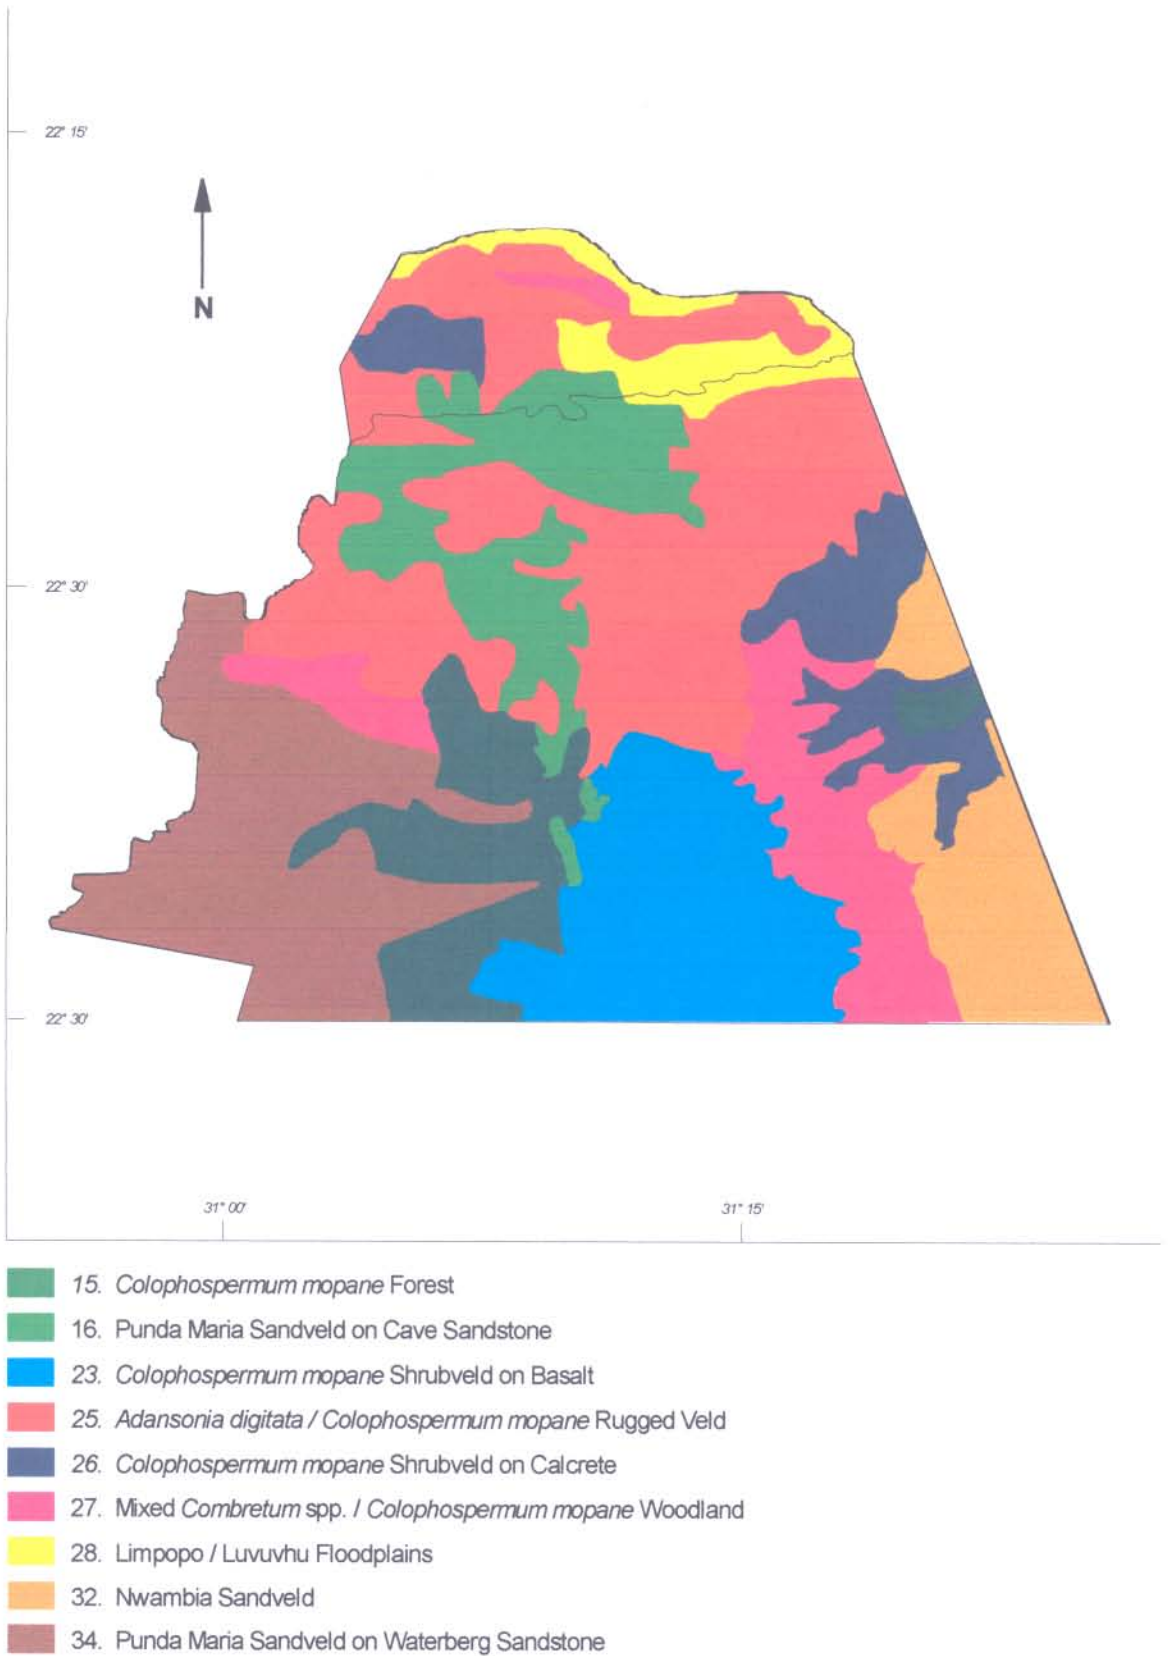 22° 15'
N
22° 30'
22° 30'
31° 00'
31° 15'
15. Colophospermum mopane Forest
16. Punda Maria Sandveld on Cave Sandstone
23. Colophospermum mopane Shrubveld on Basalt
25. Adansonia digitata / Colophospermum mopane Rugged Veld
26. Colophospermum mopane Shrubveld on Calcrete
27. Mixed Combretum spp. / Colophospermum mopane Woodland
28. Limpopo / Luvuvhu Floodplains
32. Nwambia Sandveld
34. Punda Maria Sandveld on Waterberg Sandstone